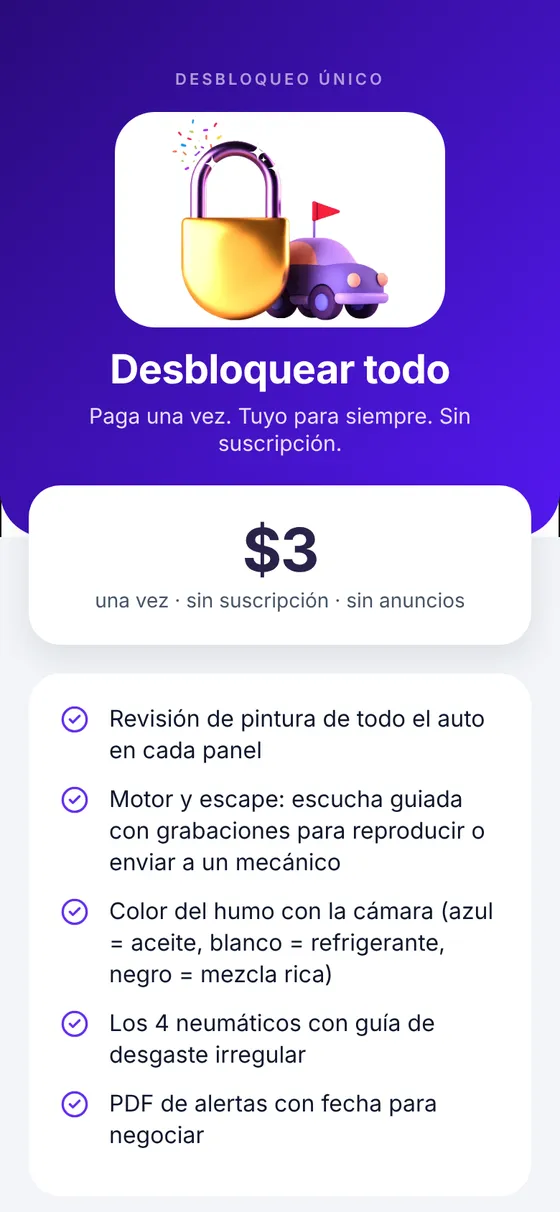 DESBLOQUEO ÚNICO
Desbloquear todo
Paga una vez. Tuyo para siempre. Sin
suscripción.
$3
una vez · sin suscripción · sin anuncios
Revisión de pintura de todo el auto
en cada panel
Motor y escape: escucha guiada
con grabaciones para reproducir o
enviar a un mecánico
Color del humo con la cámara (azul
= aceite, blanco = refrigerante,
negro = mezcla rica)
Los 4 neumáticos con guía de
desgaste irregular
PDF de alertas con fecha para
negociar